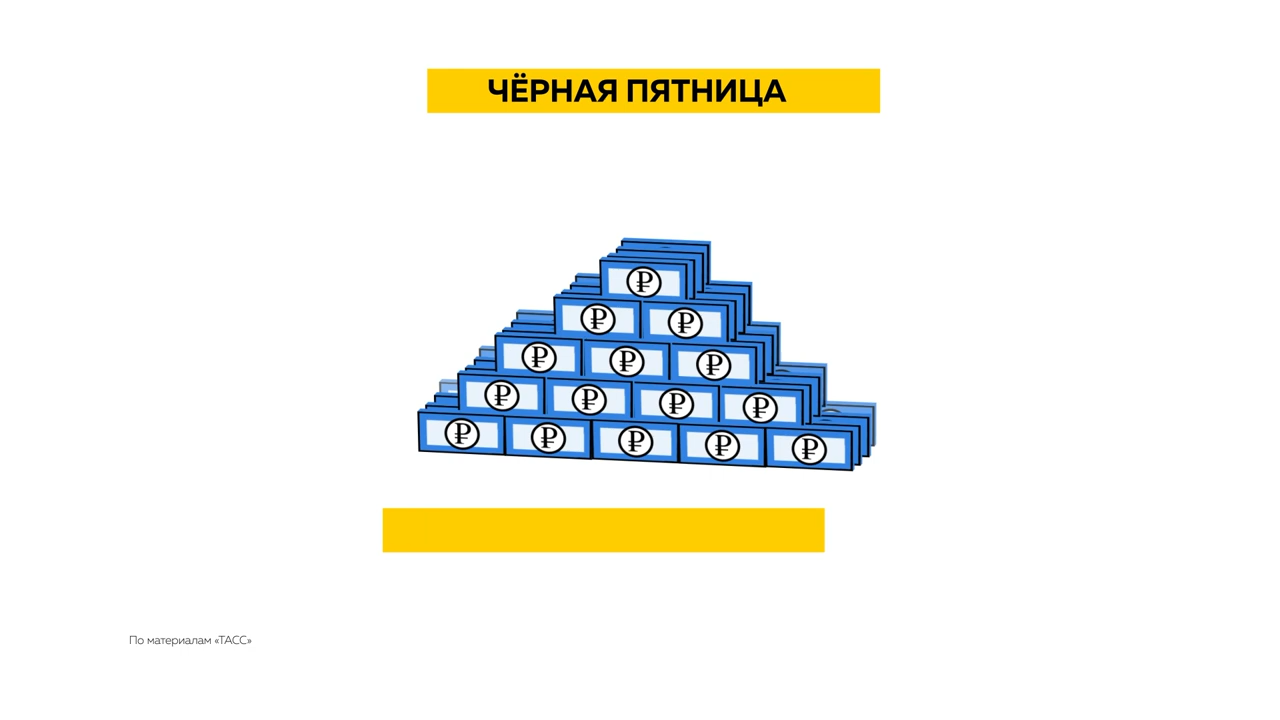 ЧЁРНАЯ ПЯТНИЦА
₽
₽ ₽
₽ ₽ ₽
₽ ₽ ₽ ₽
₽ ₽ ₽ ₽ ₽
По материалам «ТАСС»